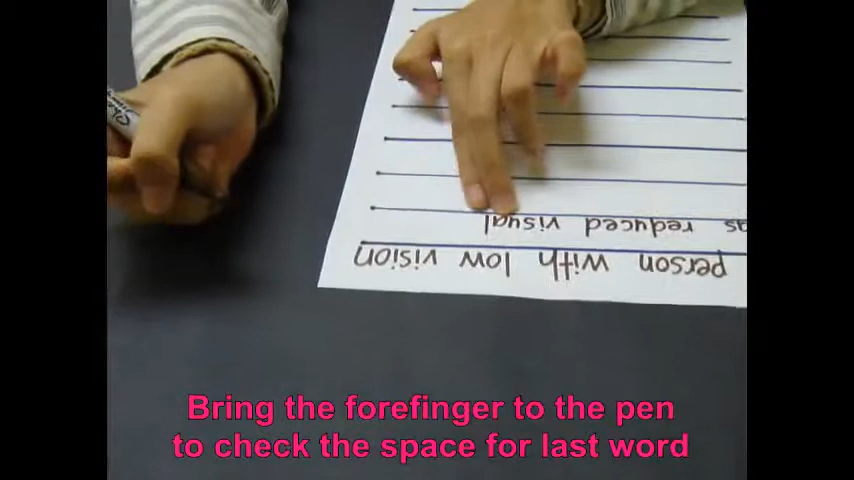 person with low vision
as reduced visual
Bring the forefinger to the pen
to check the space for last word